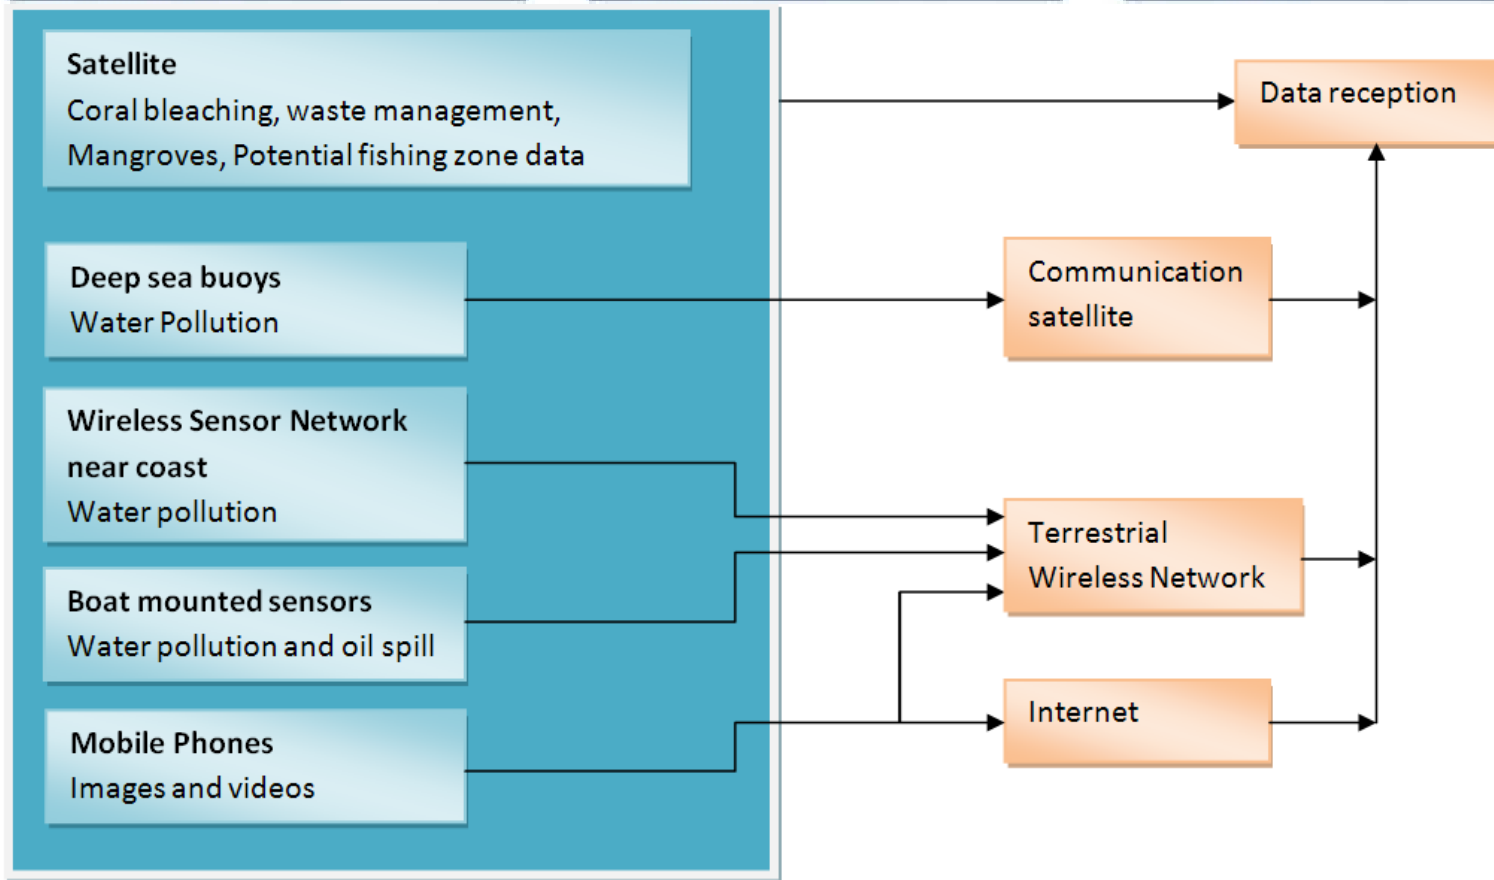 Satellite
Coral bleaching, waste management,
Mangroves, Potential fishing zone data
Data reception
Deep sea buoys
Water Pollution
Communication
satellite
Wireless Sensor Network
near coast
Water pollution
Terrestrial
Wireless Network
Boat mounted sensors
Water pollution and oil spill
Mobile Phones
Images and videos
Internet